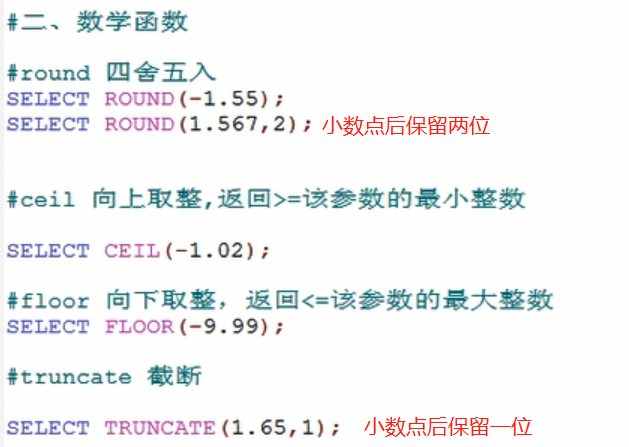 #二、数学函数
#round 四舍五入
SELECT ROUND(-1.55);
SELECT ROUND(1.567,2); 小数点后保留两位
#ceil 向上取整,返回>=该参数的最小整数
SELECT CEIL(-1.02);
#floor 向下取整，返回<=该参数的最大整数
SELECT FLOOR(-9.99);
#truncate 截断
SELECT TRUNCATE(1.65,1); 小数点后保留一位